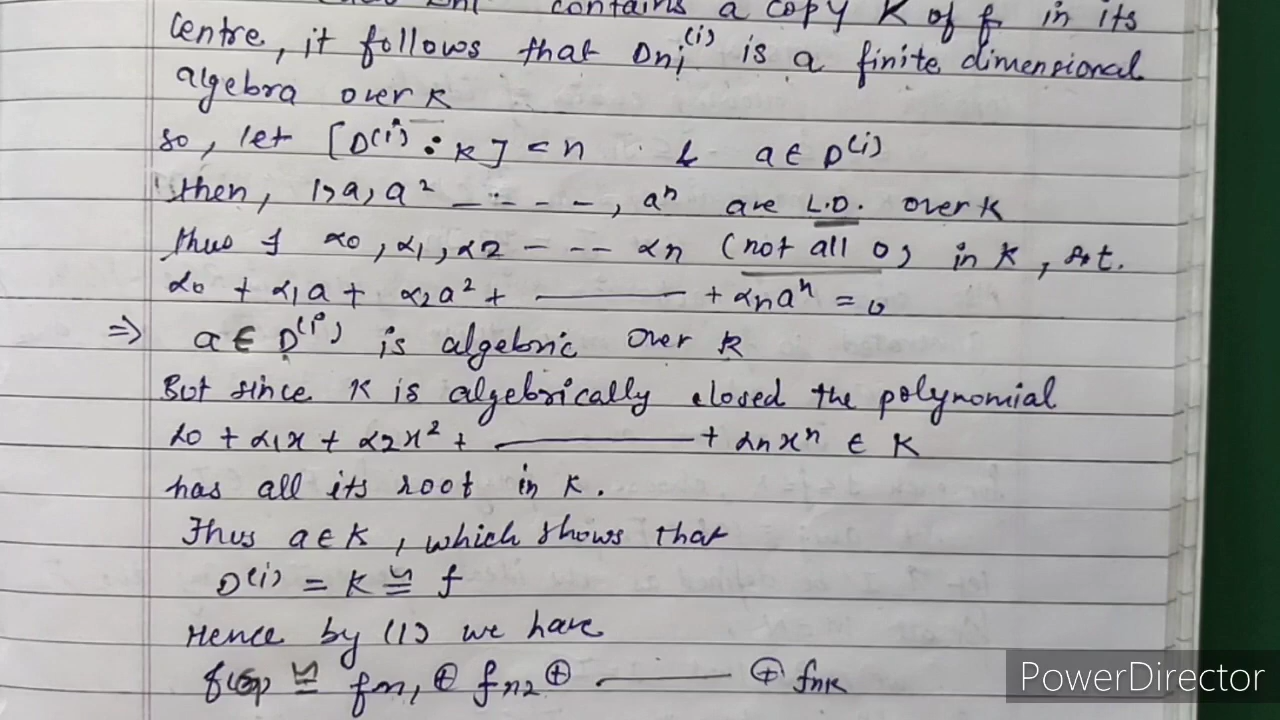 contains a copy K of f in its
centre, it follows that Dni^(i) is a finite dimensional
algebra over K
so, let [D^(i) : K] = n & a ∈ D^(i)
then, 1, a, a² -----, aⁿ are L.D. over K
thus ∃ α0, α1, α2 - -- αn (not all 0) in K, s.t.
α0 + α1a + α2a² + ——— + αnaⁿ = 0
⇒ a ∈ D^(i) is algebric over K
But since K is algebrically closed the polynomial
α0 + α1x + α2x² + ——— + αnxⁿ ∈ K
has all its root in K.
Thus a ∈ K, which shows that
D^(i) = K ≅ f
Hence by (1) we have
≅ fn1 ⊕ fn2 ⊕ ——— ⊕ fnk
PowerDirector